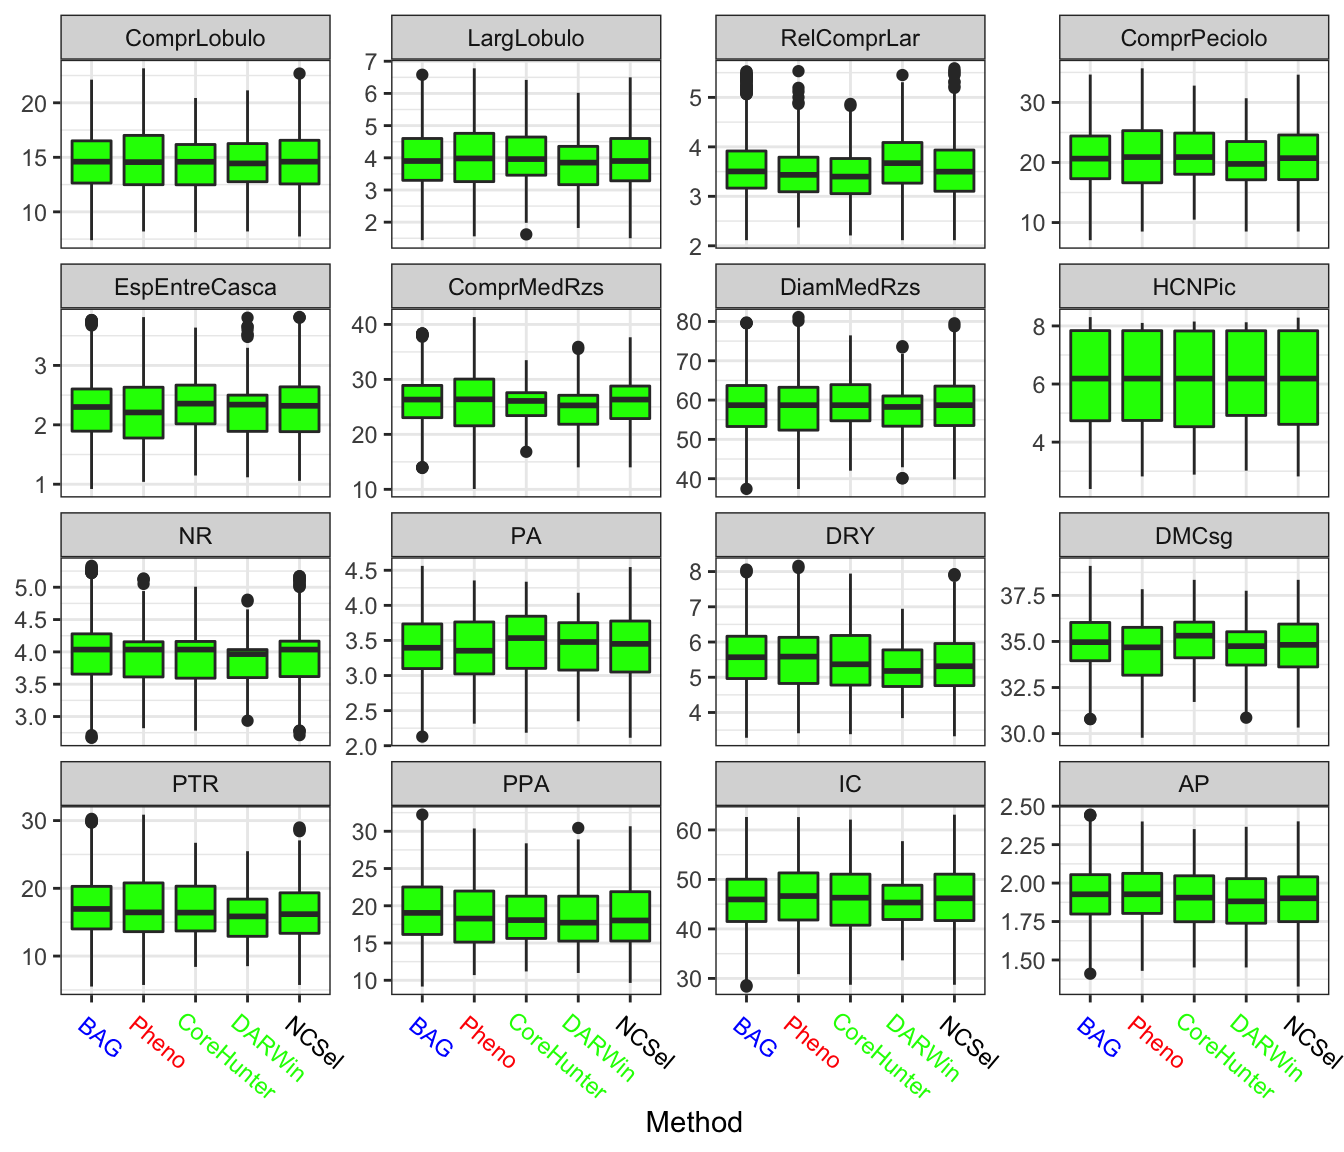 ComprLobulo LargLobulo RelComprLar ComprPeciolo
20 15 10
7 6 5 4 3 2
5 4 3 2
30 20 10
EspEntreCasca ComprMedRzs DiamMedRzs HCNPic
3 2 1
40 30 20 10
80 70 60 50 40
8 6 4
NR PA DRY DMCsg
5.0 4.5 4.0 3.5 3.0
4.5 4.0 3.5 3.0 2.5 2.0
8 7 6 5 4
37.5 35.0 32.5 30.0
PTR PPA IC AP
30 20 10
30 25 20 15 10
60 50 40 30
2.50 2.25 2.00 1.75 1.50
BAG Pheno CoreHunter DARWin NCSel
BAG Pheno CoreHunter DARWin NCSel
BAG Pheno CoreHunter DARWin NCSel
BAG Pheno CoreHunter DARWin NCSel
Method